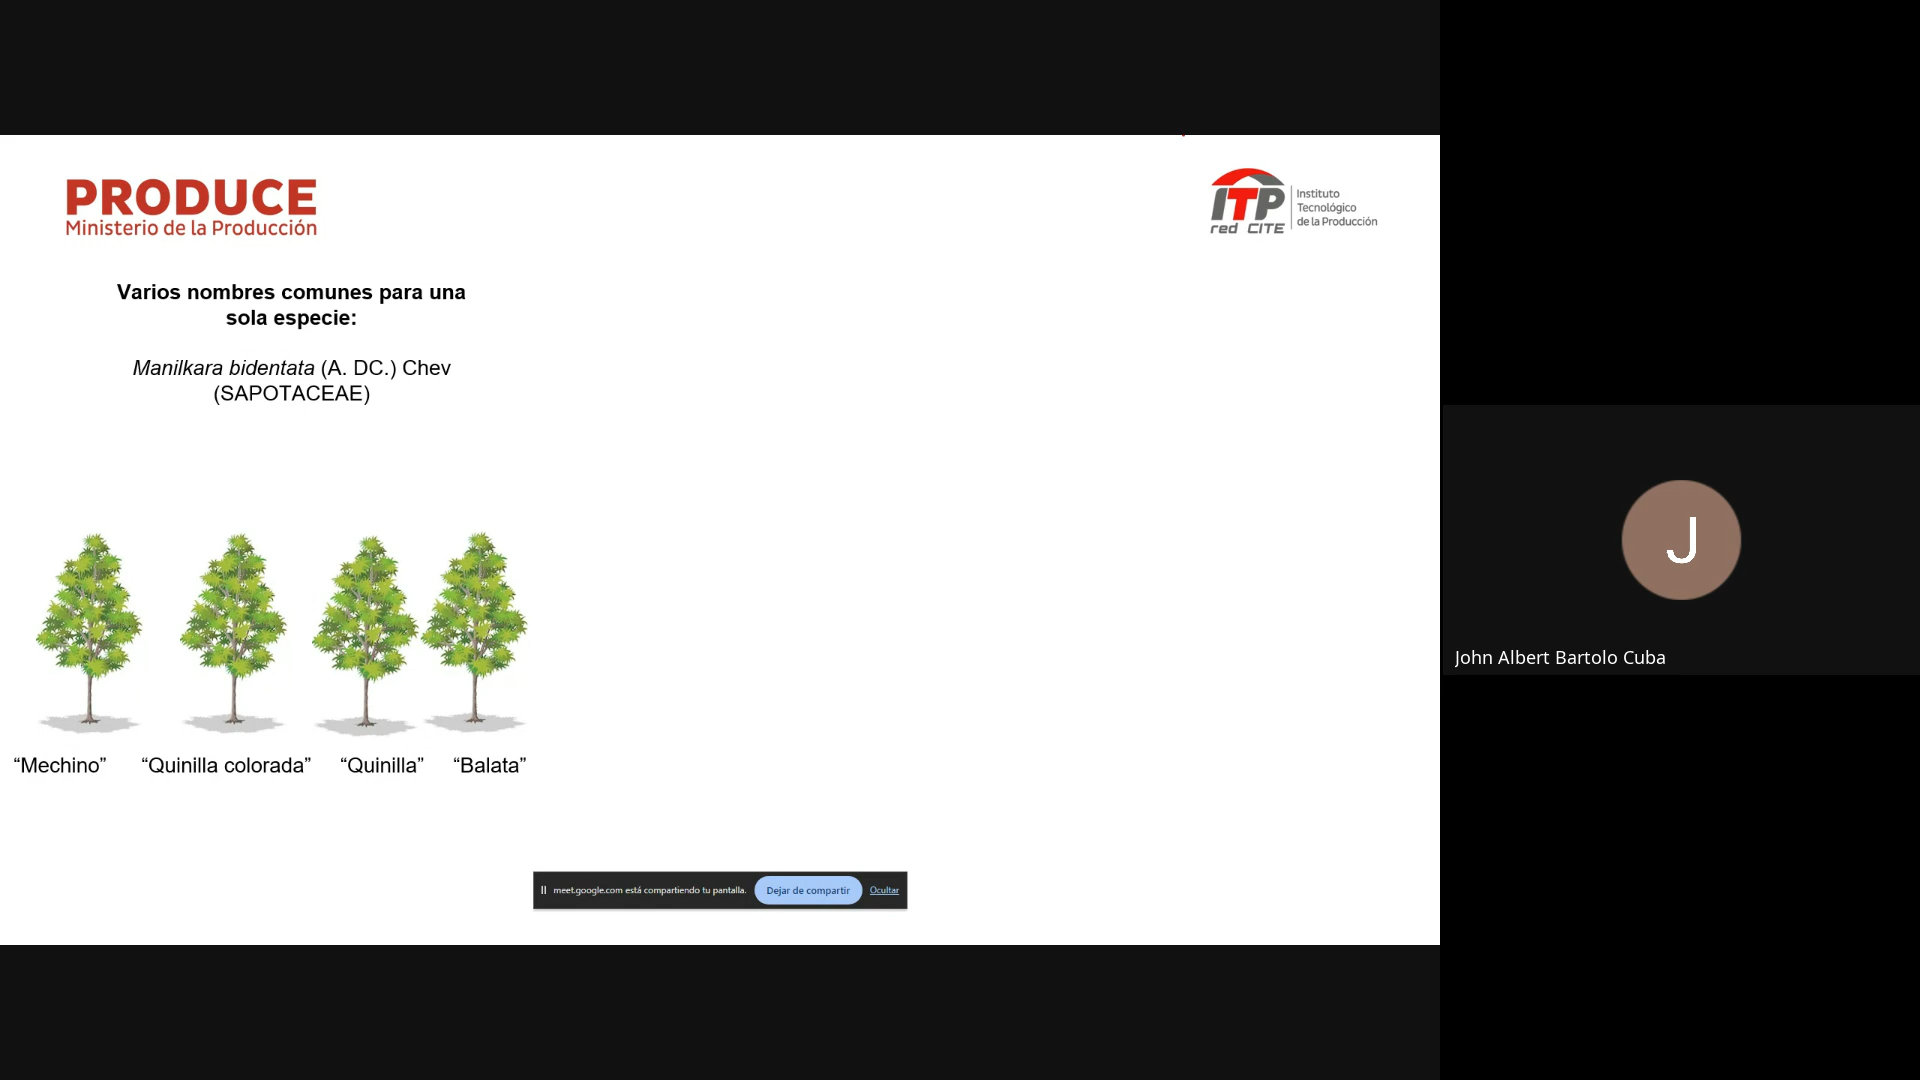 PRODUCE
Ministerio de la Producción
ITP
red CITE
Instituto
Tecnológico
de la Producción
Varios nombres comunes para una
sola especie:
Manilkara bidentata (A. DC.) Chev
(SAPOTACEAE)
“Mechino” “Quinilla colorada” “Quinilla” “Balata”
meet.google.com está compartiendo tu pantalla. Dejar de compartir Ocultar
J
John Albert Bartolo Cuba